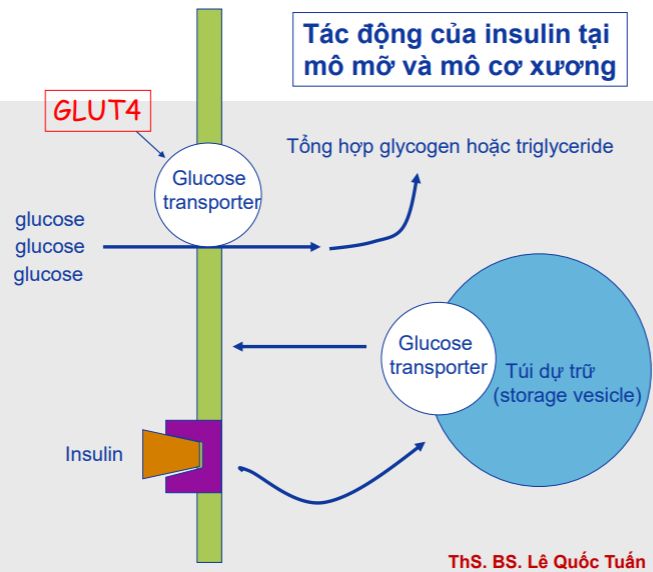 Tác động của insulin tại
mô mỡ và mô cơ xương
GLUT4
Tổng hợp glycogen hoặc triglyceride
Glucose
transporter
glucose
glucose
glucose
Glucose
transporter
Túi dự trữ
(storage vesicle)
Insulin
ThS. BS. Lê Quốc Tuấn